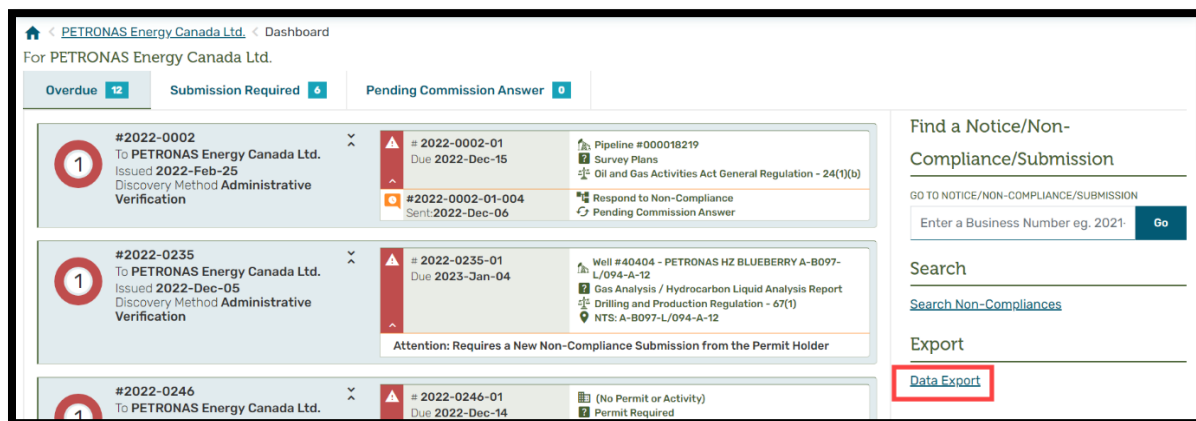 < PETRONAS Energy Canada Ltd. < Dashboard
For PETRONAS Energy Canada Ltd.
Overdue 12 Submission Required 6 Pending Commission Answer 0
1
#2022-0002
To PETRONAS Energy Canada Ltd.
Issued 2022-Feb-25
Discovery Method Administrative
Verification
# 2022-0002-01
Due 2022-Dec-15
Pipeline #000018219
Survey Plans
Oil and Gas Activities Act General Regulation - 24(1)(b)
#2022-0002-01-004
Sent:2022-Dec-06
Respond to Non-Compliance
Pending Commission Answer
1
#2022-0235
To PETRONAS Energy Canada Ltd.
Issued 2022-Dec-05
Discovery Method Administrative
Verification
# 2022-0235-01
Due 2023-Jan-04
Well #40404 - PETRONAS HZ BLUEBERRY A-B097-
L/094-A-12
Gas Analysis / Hydrocarbon Liquid Analysis Report
Drilling and Production Regulation - 67(1)
NTS: A-B097-L/094-A-12
Attention: Requires a New Non-Compliance Submission from the Permit Holder
1
#2022-0246
To PETRONAS Energy Canada Ltd.
# 2022-0246-01
Due 2022-Dec-14
(No Permit or Activity)
Permit Required
Find a Notice/Non-
Compliance/Submission
GO TO NOTICE/NON-COMPLIANCE/SUBMISSION
Enter a Business Number eg. 2021- Go
Search
Search Non-Compliances
Export
Data Export